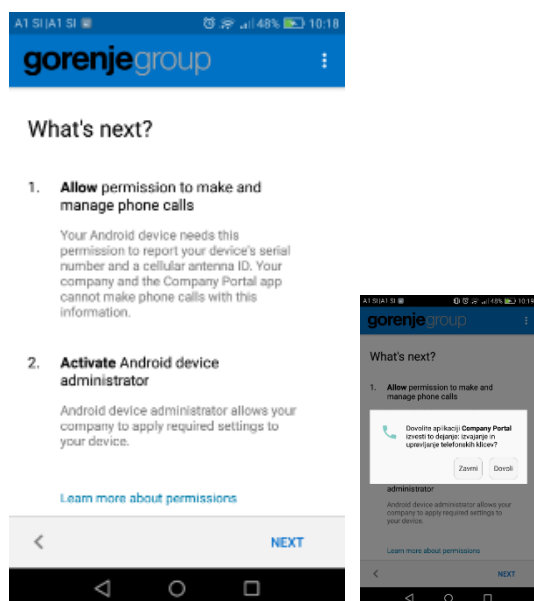 A1 SI|A1 SI 48% 10:18
gorenjegroup
What's next?
1. Allow permission to make and
manage phone calls
Your Android device needs this
permission to report your device's serial
number and a cellular antenna ID. Your
company and the Company Portal app
cannot make phone calls with this
information.
2. Activate Android device
administrator
Android device administrator allows your
company to apply required settings to
your device.
Learn more about permissions
NEXT
A1 SI|A1 SI 48% 10:19
gorenjegroup
What's next?
1. Allow permission to make and
manage phone calls
Dovolite aplikaciji Company Portal
izvesti to dejanje: izvajanje in
upravljanje telefonskih klicev?
Zavrni Dovoli
administrator
Android device administrator allows your
company to apply required settings to
your device.
Learn more about permissions
NEXT